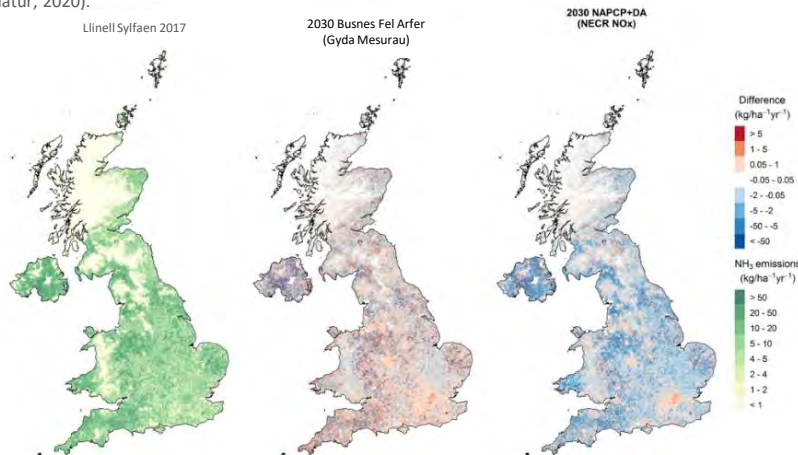 atur, 2020).
Llinell Sylfaen 2017
2030 Busnes Fel Arfer
(Gyda Mesurau)
2030 NAPCP+DA
(NECR NOx)
Difference
(kg/ha⁻¹yr⁻¹)
> 5
1 - 5
0.05 - 1
-0.05 - 0.05
-2 - -0.05
-5 - -2
-50 - -5
< -50
NH₃ emissions
(kg/ha⁻¹yr⁻¹)
> 50
20 - 50
10 - 20
5 - 10
4 - 5
2 - 4
1 - 2
< 1